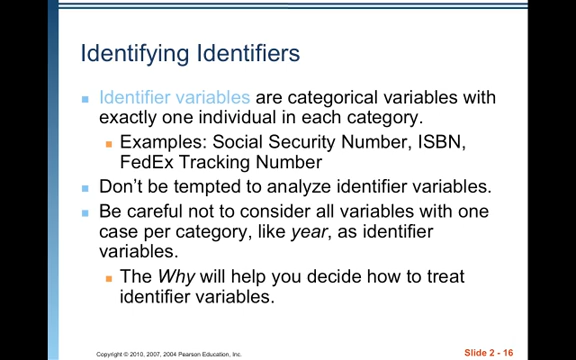 Identifying Identifiers
Identifier variables are categorical variables with
exactly one individual in each category.
Examples: Social Security Number, ISBN,
FedEx Tracking Number
Don’t be tempted to analyze identifier variables.
Be careful not to consider all variables with one
case per category, like year, as identifier
variables.
The Why will help you decide how to treat
identifier variables.
Copyright © 2010, 2007, 2004 Pearson Education, Inc.
Slide 2 - 16